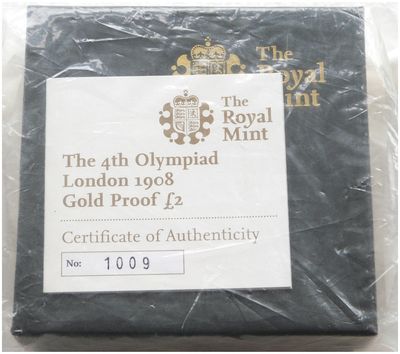 The
Royal
Mint
The
Royal
Mint
The 4th Olympiad
London 1908
Gold Proof £2
Certificate of Authenticity
No: 1009